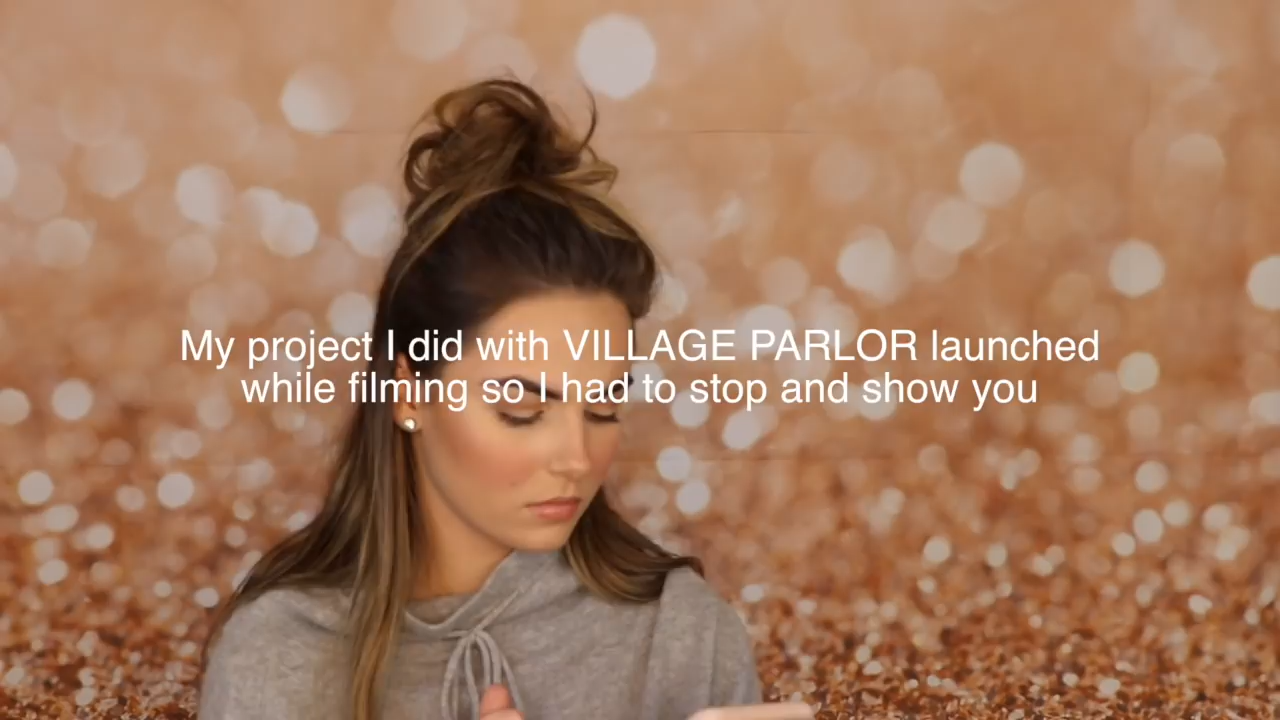 My project I did with VILLAGE PARLOR launched
while filming so I had to stop and show you